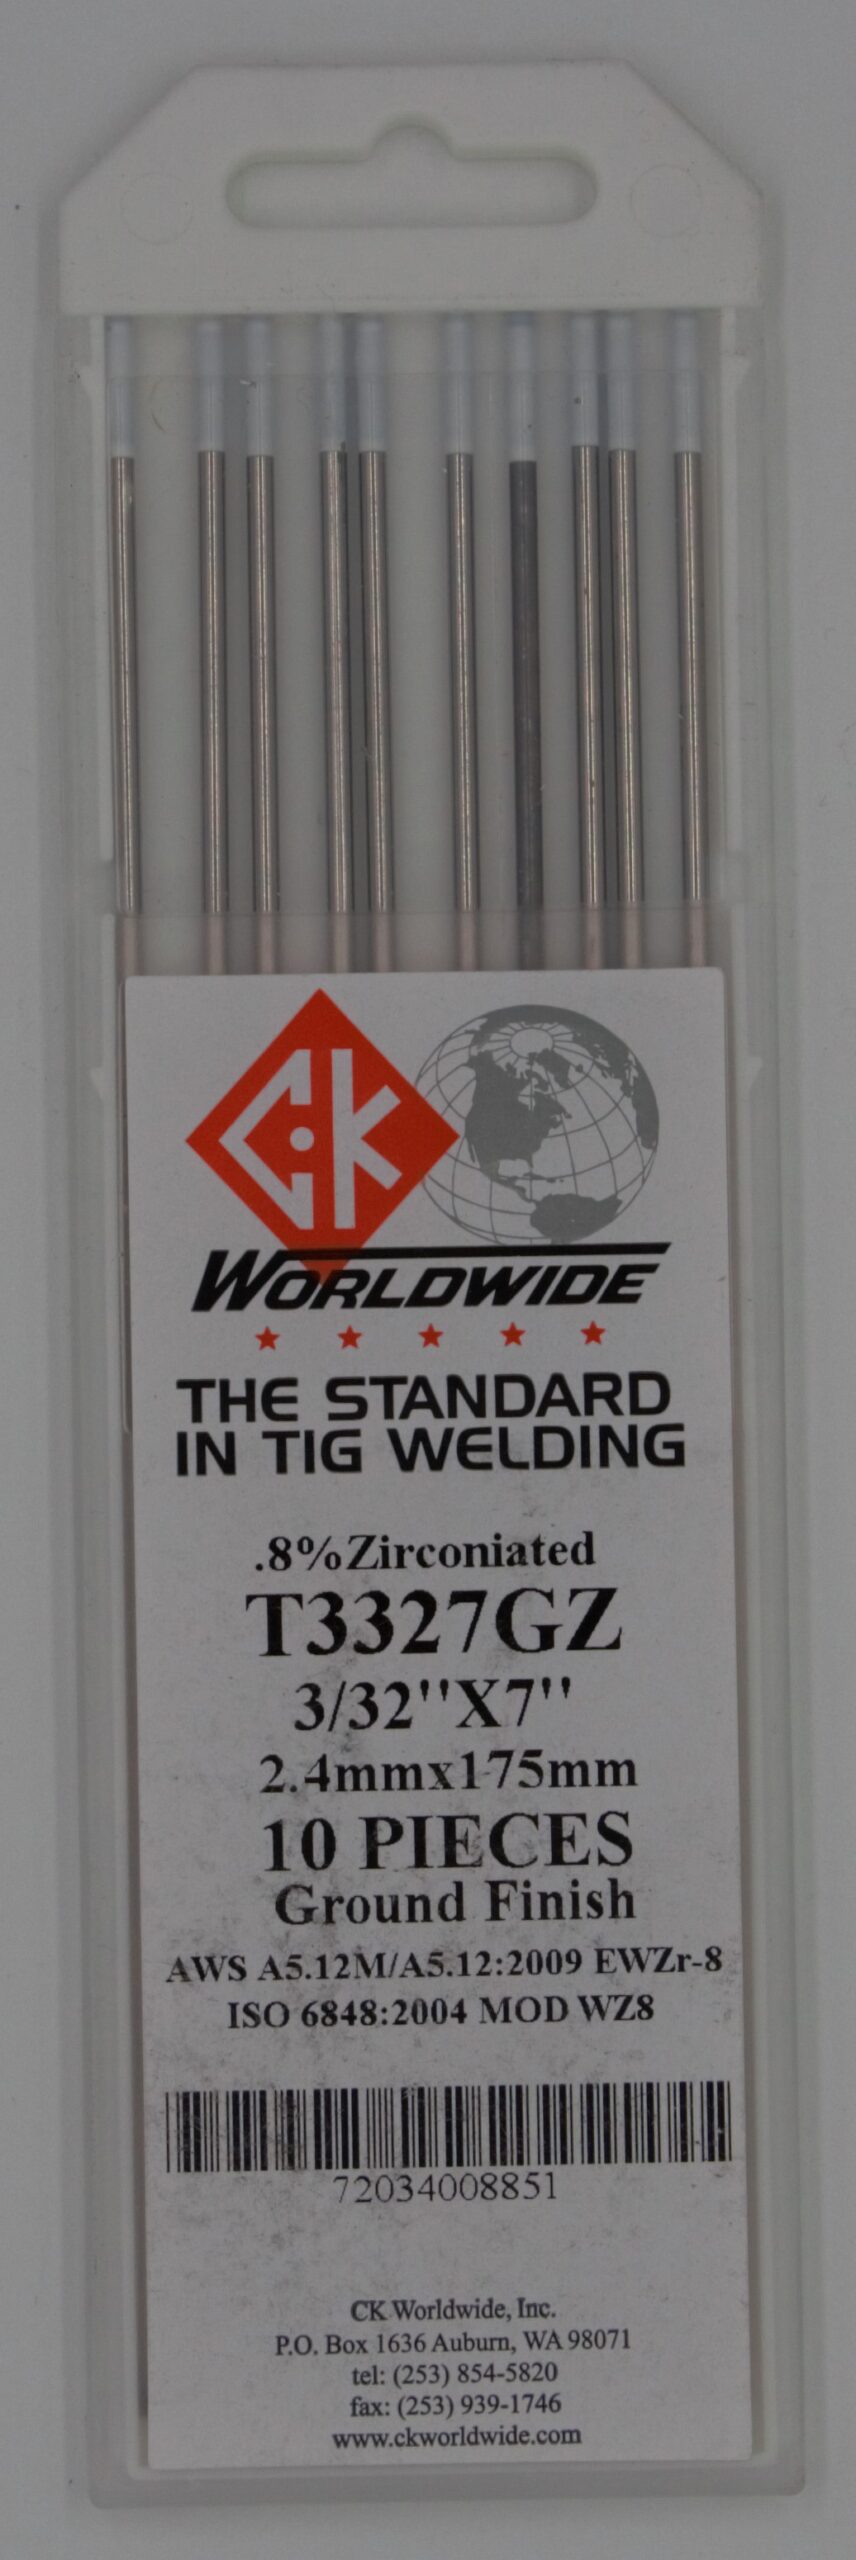 CK
WORLDWIDE
THE STANDARD
IN TIG WELDING
.8%Zirconiated
T3327GZ
3/32"X7"
2.4mmx175mm
10 PIECES
Ground Finish
AWS A5.12M/A5.12:2009 EWZr-8
ISO 6848:2004 MOD WZ8
72034008851
CK Worldwide, Inc.
P.O. Box 1636 Auburn, WA 98071
tel: (253) 854-5820
fax: (253) 939-1746
www.ckworldwide.com